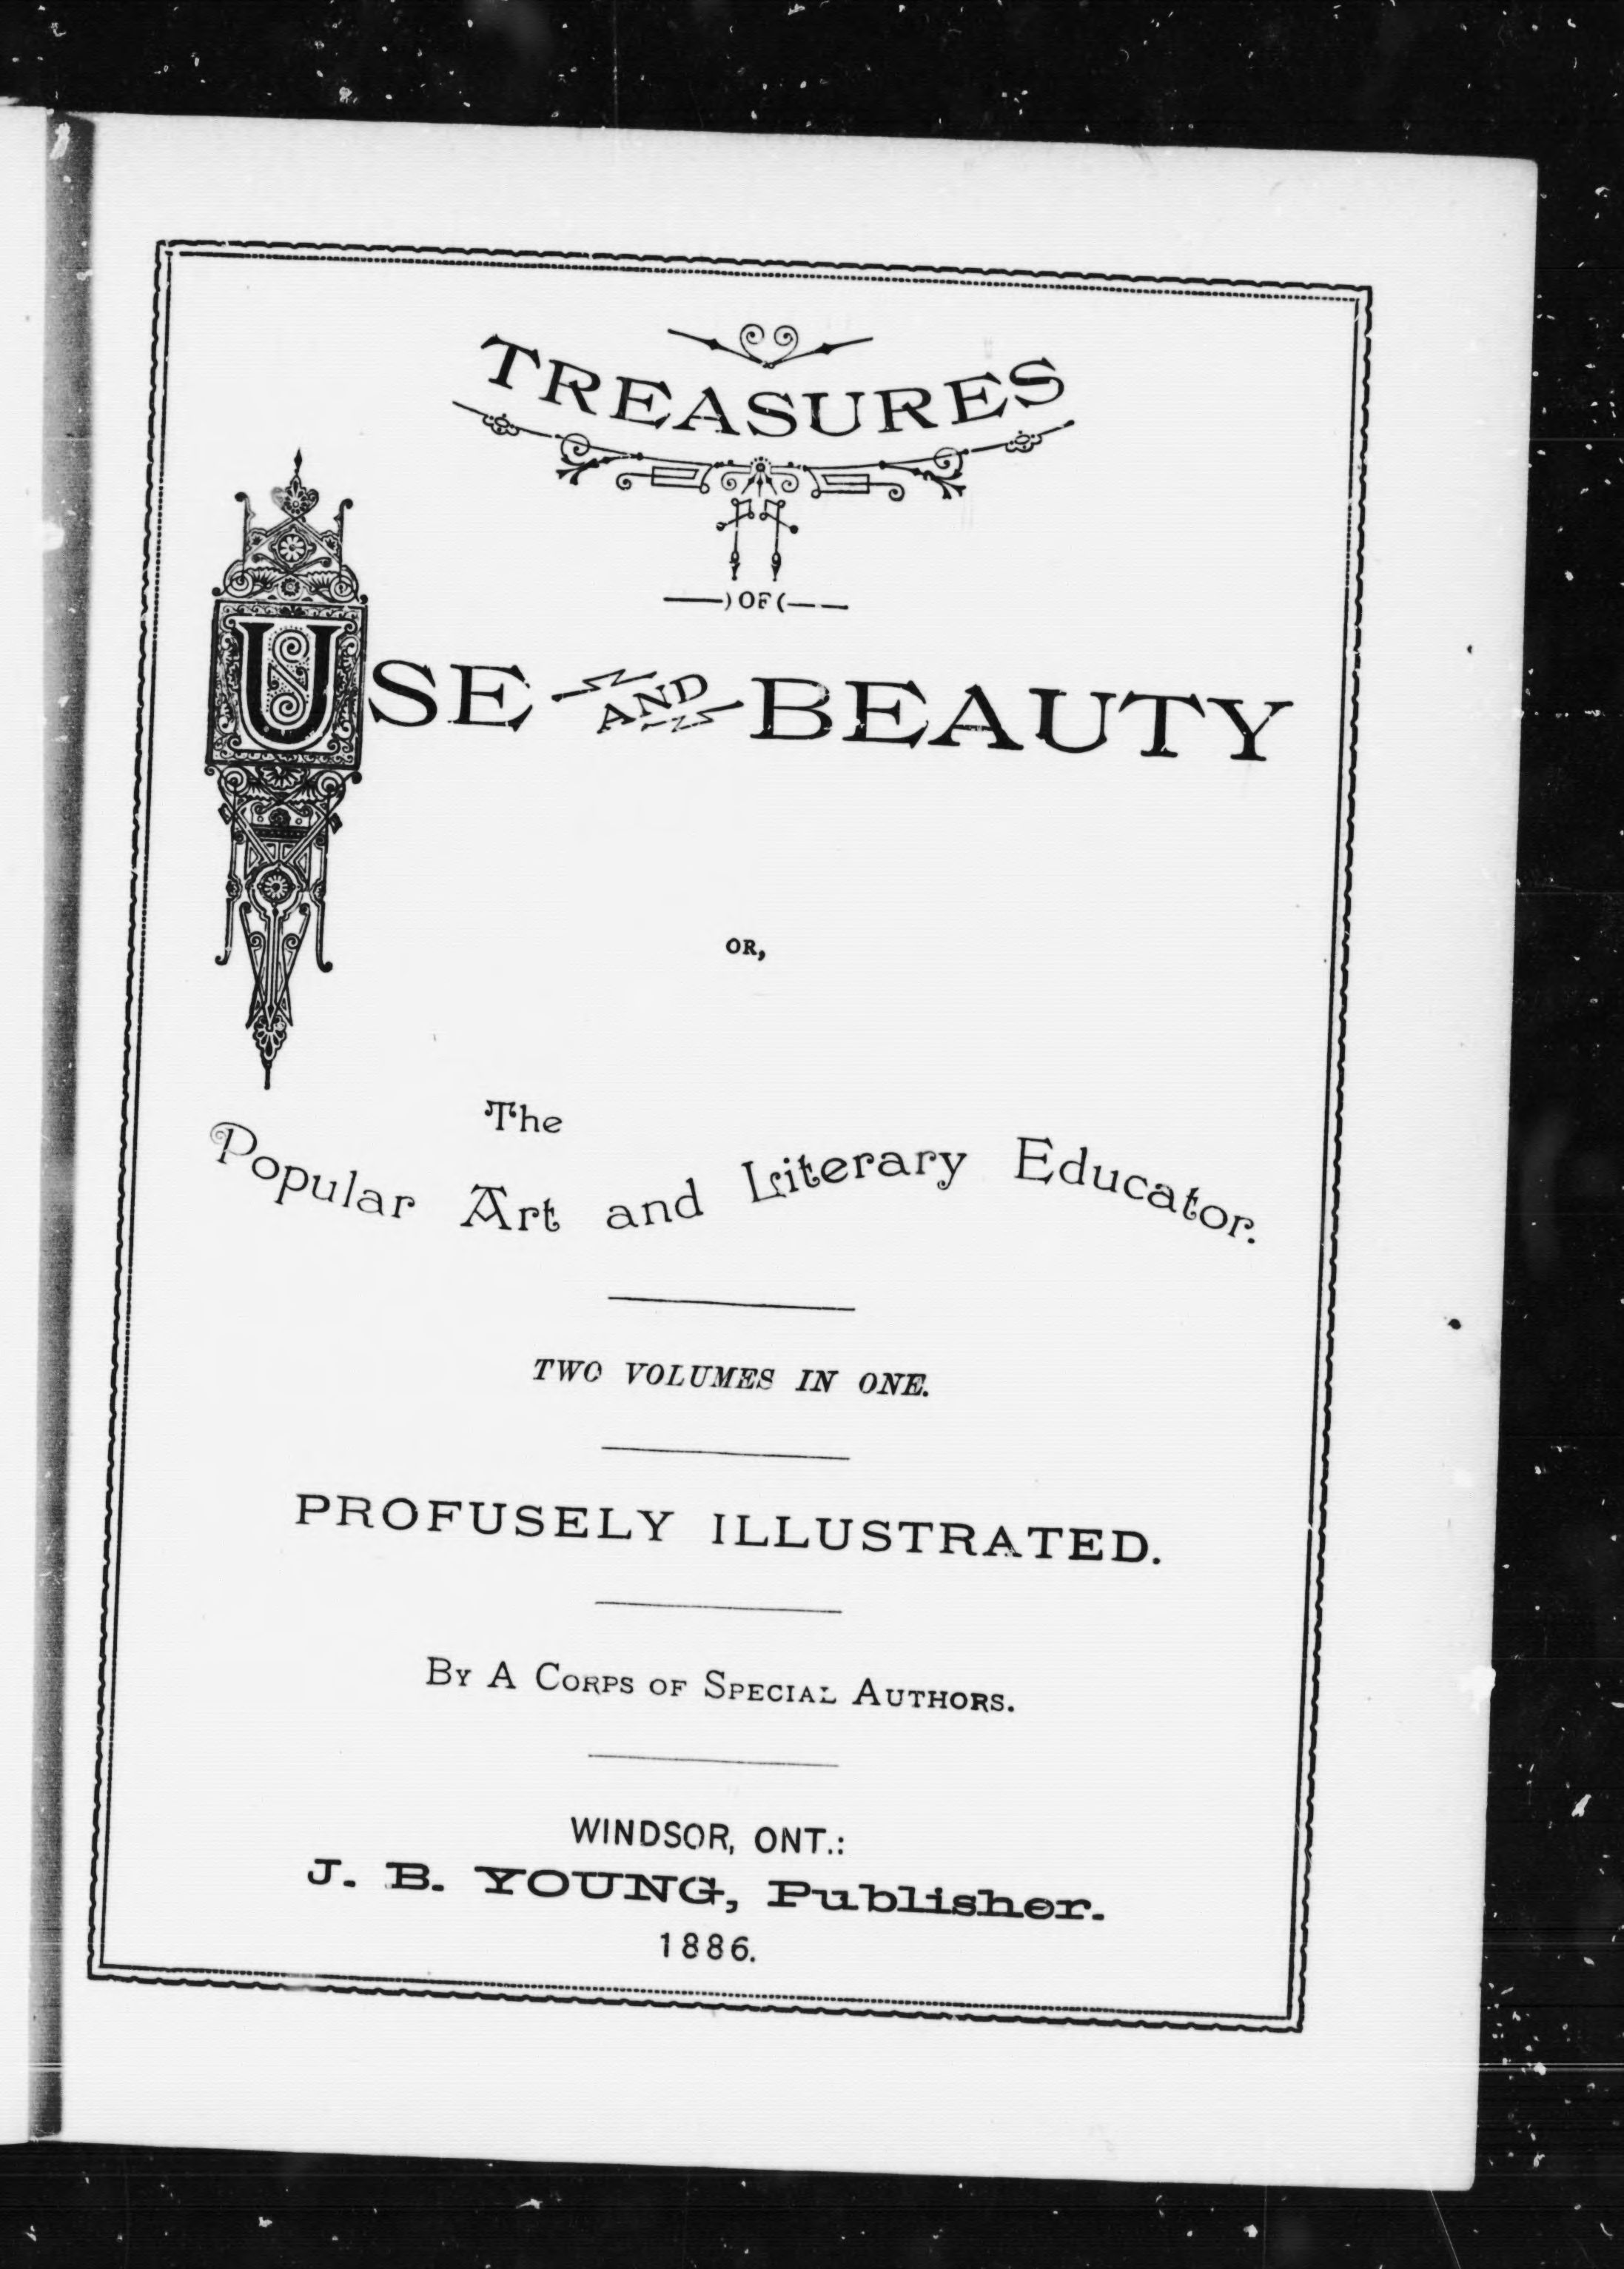 TREASURES
OF
USE AND BEAUTY
OR,
The
Popular Art and Literary Educator.
TWO VOLUMES IN ONE.
PROFUSELY ILLUSTRATED.
BY A CORPS OF SPECIAL AUTHORS.
WINDSOR, ONT.:
J. B. YOUNG, Publisher.
1886.